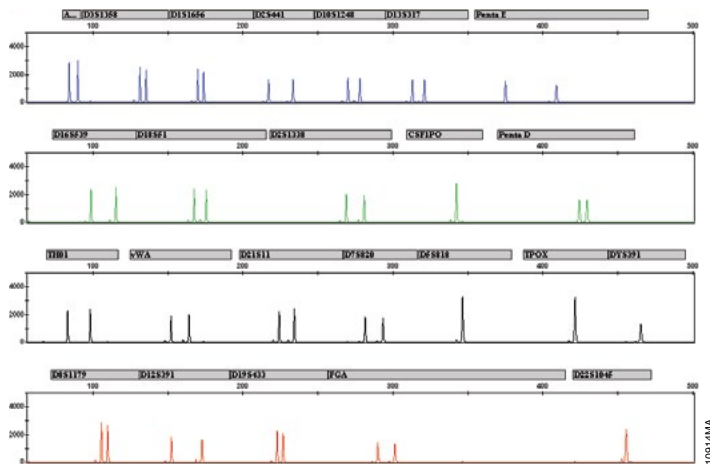 A... D3S1358 D1S1656 D2S441 D10S1248 D13S317 Penta E
100 200 300 400 500
4000
2000
0
D16S539 D18S51 D2S1338 CSF1PO Penta D
100 200 300 400 500
4000
2000
0
TH01 vWA D21S11 D7S820 D5S818 TPOX DYS391
100 200 300 400 500
4000
2000
0
D8S1179 D12S391 D19S433 FGA D22S1045
100 200 300 400 500
4000
2000
0
10914MA